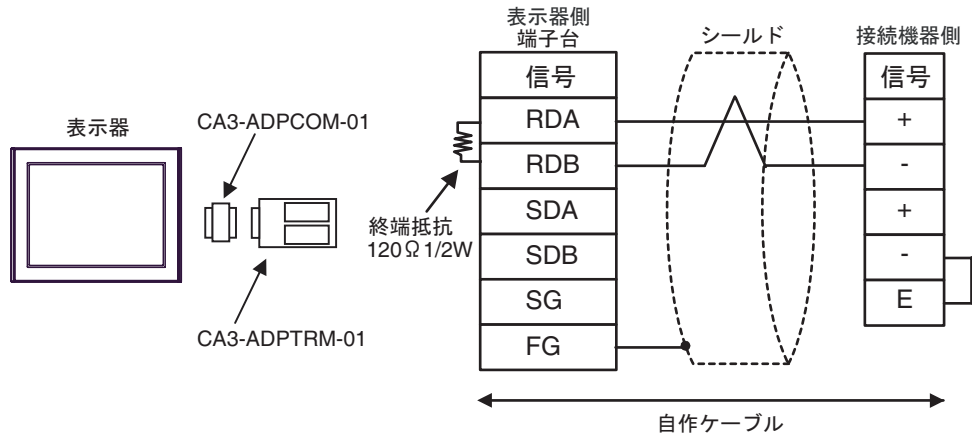 表示器
CA3-ADPCOM-01
CA3-ADPTRM-01
終端抵抗
120Ω 1/2W
表示器側
端子台
信号
RDA
RDB
SDA
SDB
SG
FG
シールド
接続機器側
信号
+
-
+
-
E
自作ケーブル